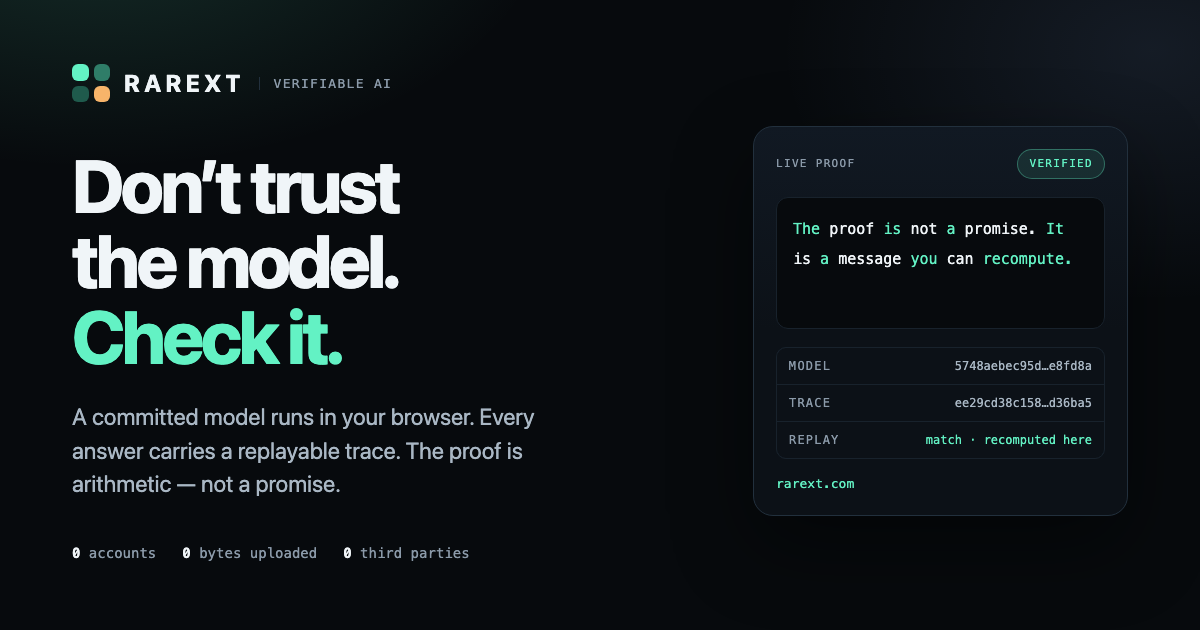 RAREXT VERIFIABLE AI
Don’t trust
the model.
Check it.
A committed model runs in your browser. Every
answer carries a replayable trace. The proof is
arithmetic — not a promise.
0 accounts 0 bytes uploaded 0 third parties
LIVE PROOF VERIFIED
The proof is not a promise. It
is a message you can recompute.
MODEL 5748aebec95d…e8fd8a
TRACE ee29cd38c158…d36ba5
REPLAY match · recomputed here
rarext.com